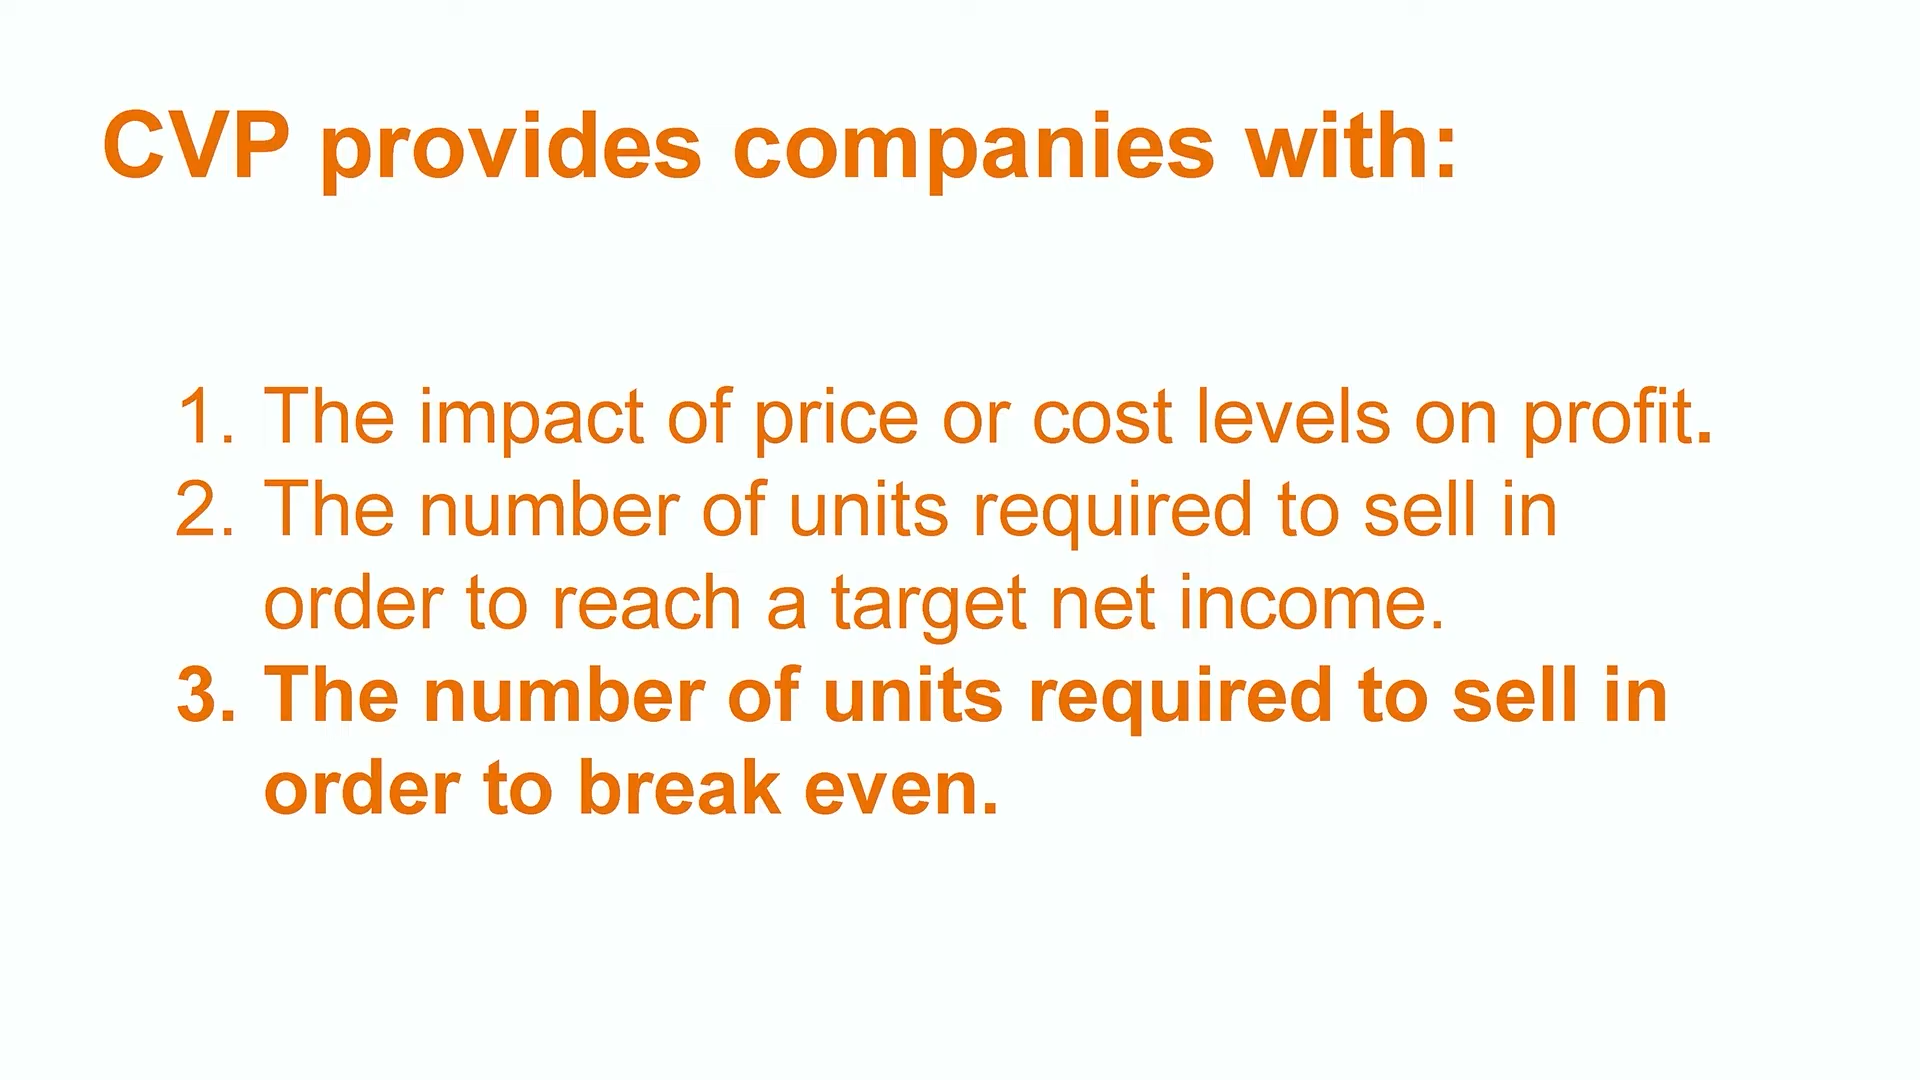 CVP provides companies with:
1. The impact of price or cost levels on profit.
2. The number of units required to sell in
order to reach a target net income.
3. The number of units required to sell in
order to break even.